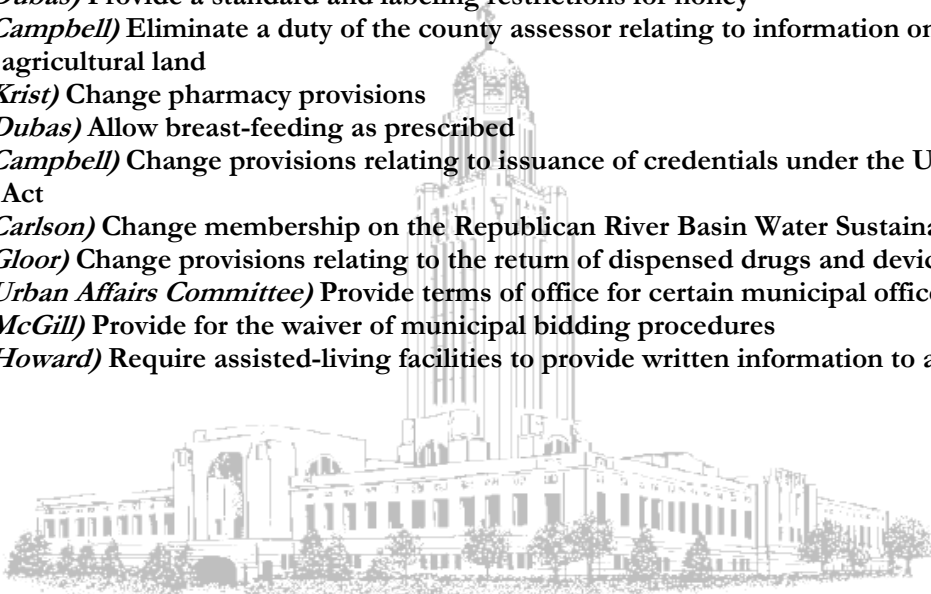 Dubas) Provide a standard and labeling restrictions for honey
Campbell) Eliminate a duty of the county assessor relating to information on
agricultural land
Krist) Change pharmacy provisions
Dubas) Allow breast-feeding as prescribed
Campbell) Change provisions relating to issuance of credentials under the U
Act
Carlson) Change membership on the Republican River Basin Water Sustaina
Gloor) Change provisions relating to the return of dispensed drugs and devic
Urban Affairs Committee) Provide terms of office for certain municipal office
McGill) Provide for the waiver of municipal bidding procedures
Howard) Require assisted-living facilities to provide written information to a